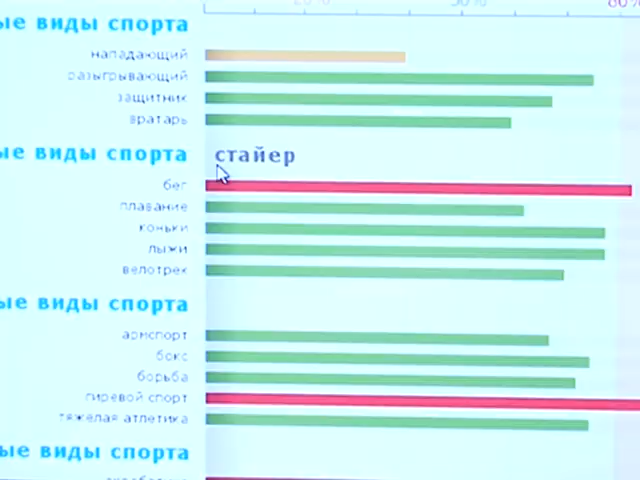 80%
ые виды спорта
нападающий
разыгрывающий
защитник
вратарь
ые виды спорта
стайер
бег
плавание
коньки
лыжи
велотрек
ые виды спорта
армспорт
бокс
борьба
гиревой спорт
тяжелая атлетика
ые виды спорта